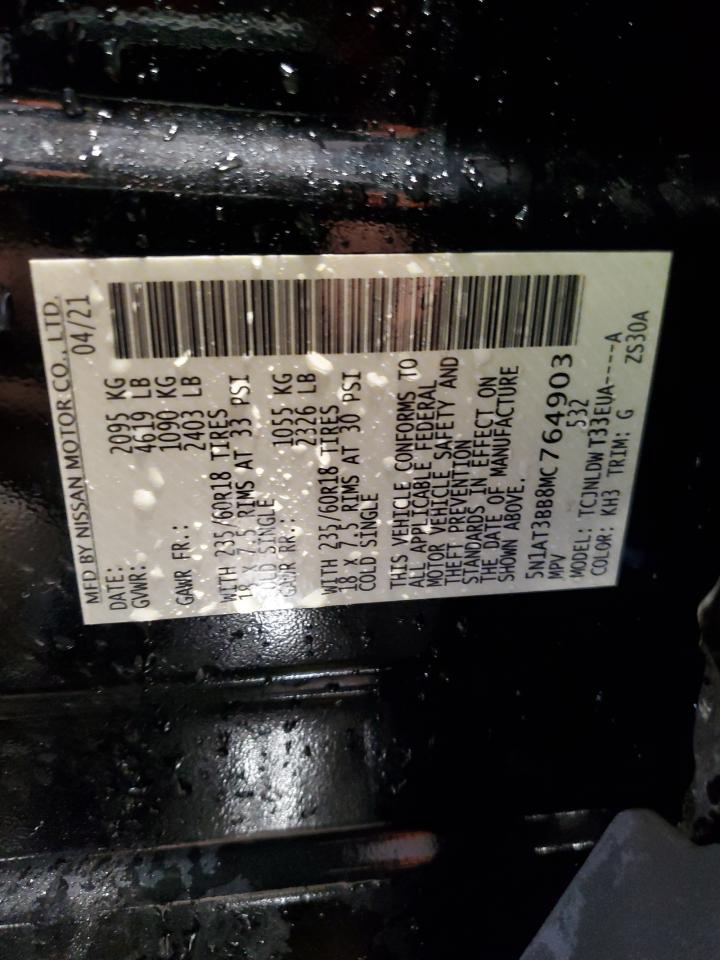 MFD BY NISSAN MOTOR CO., LTD.
DATE: 04/21
GVWR: 2095 KG
4619 LB
GAWR FR.: 1090 KG
2403 LB
WITH 235/60R18 TIRES
18 X 7.5 RIMS AT 33 PSI
COLD SINGLE
GAWR RR.: 1055 KG
2326 LB
WITH 235/60R18 TIRES
18 X 7.5 RIMS AT 30 PSI
COLD SINGLE
THIS VEHICLE CONFORMS TO
ALL APPLICABLE FEDERAL
MOTOR VEHICLE SAFETY AND
THEFT PREVENTION
STANDARDS IN EFFECT ON
THE DATE OF MANUFACTURE
SHOWN ABOVE.
5N1AT3BB8MC764903
MPV 532
MODEL: TCJNLDWT33EUA----A
COLOR: KH3 TRIM: G ZS30A